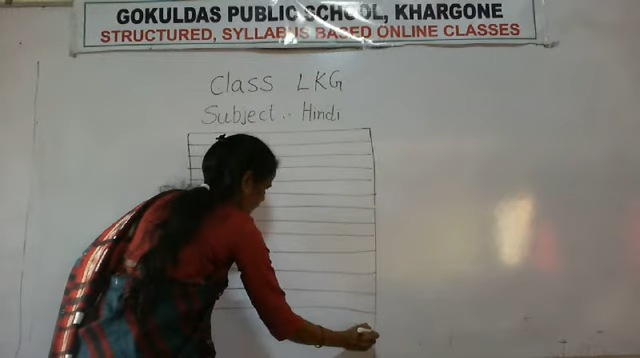 GOKULDAS PUBLIC SCHOOL, KHARGONE
STRUCTURED, SYLLABUS BASED ONLINE CLASSES
Class LKG
Subject .. Hindi